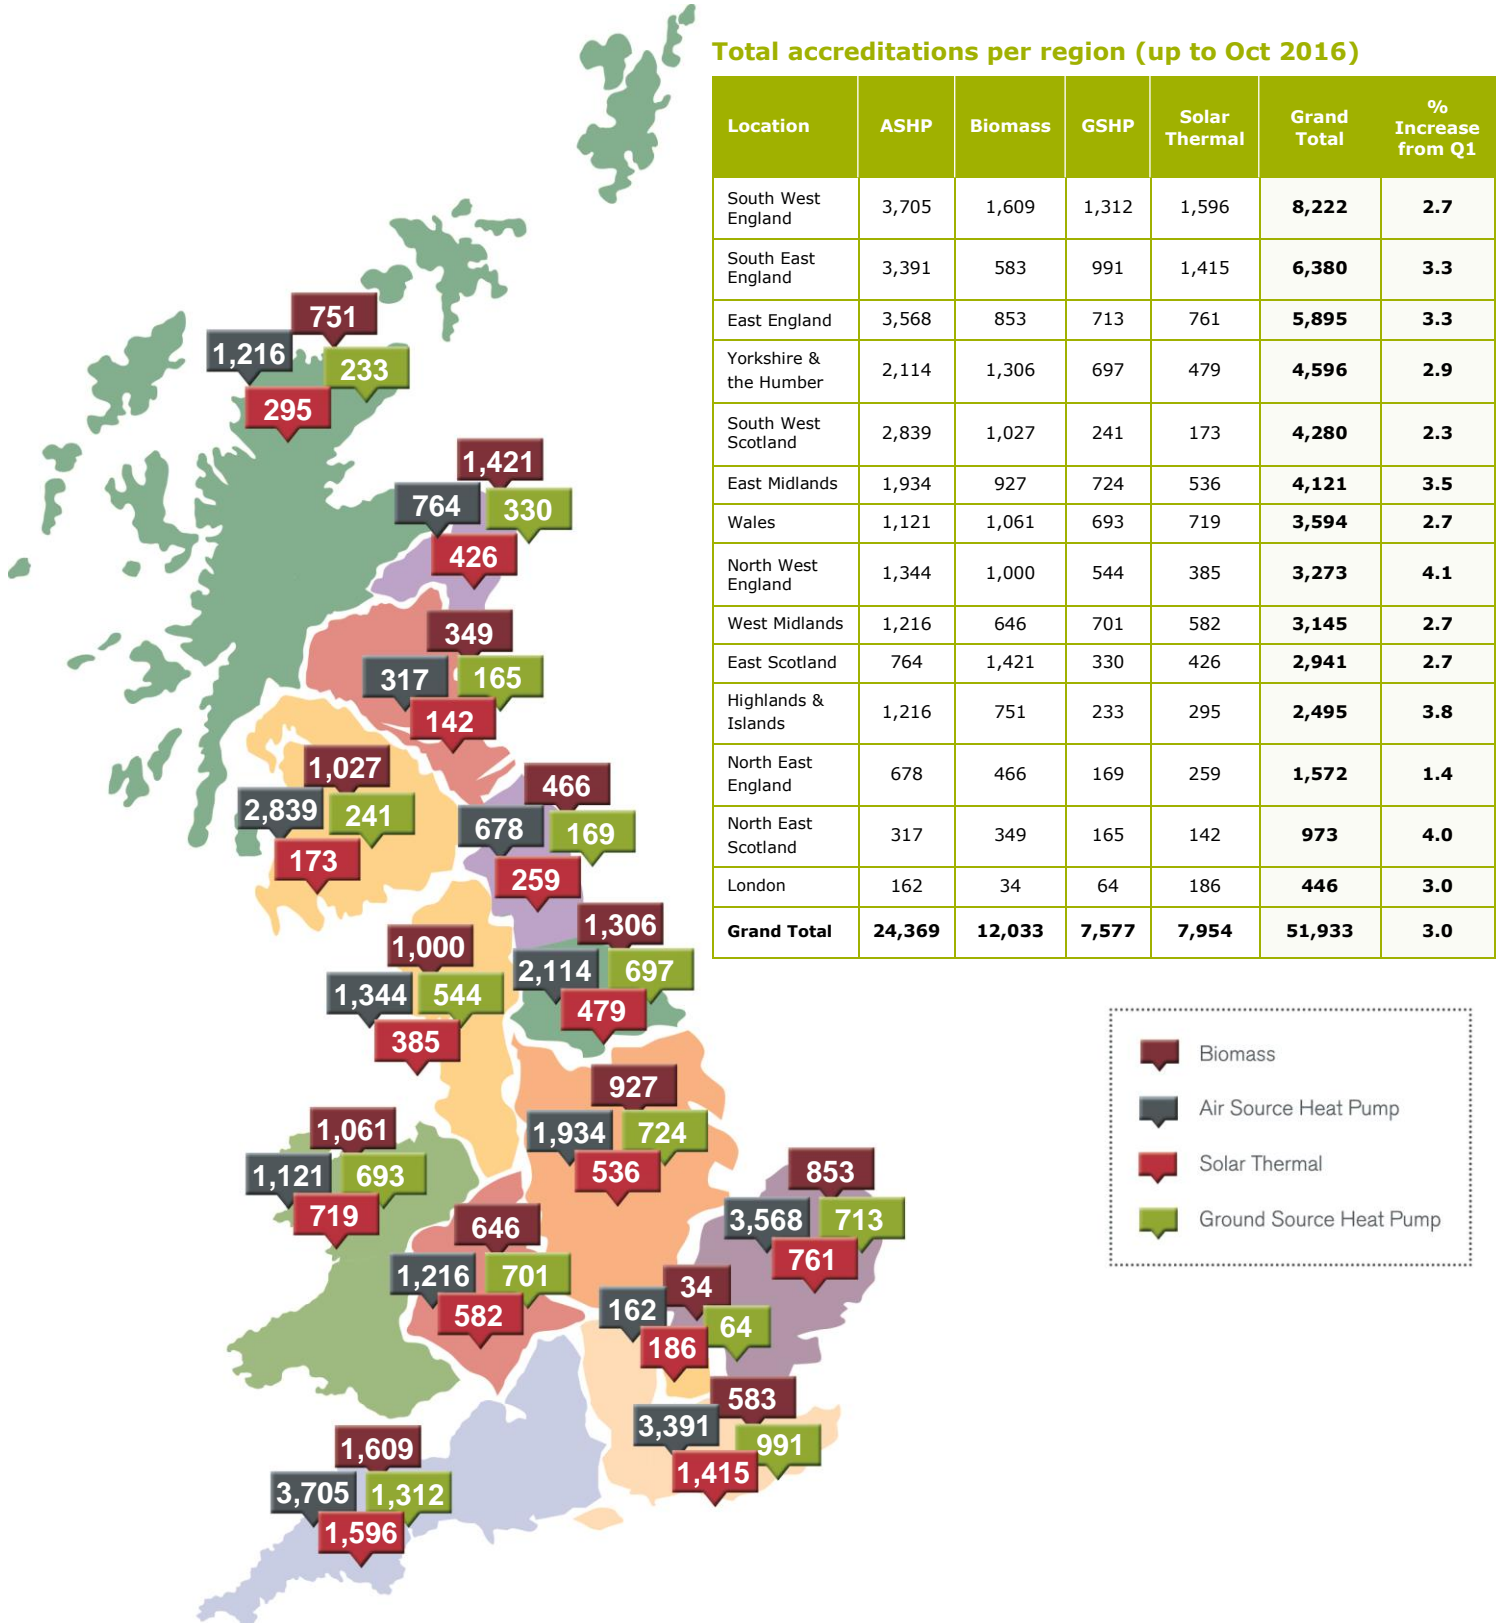 Total accreditations per region (up to Oct 2016)
Location ASHP Biomass GSHP Solar Thermal Grand Total % Increase from Q1
South West England 3,705 1,609 1,312 1,596 8,222 2.7
South East England 3,391 583 991 1,415 6,380 3.3
East England 3,568 853 713 761 5,895 3.3
Yorkshire & the Humber 2,114 1,306 697 479 4,596 2.9
South West Scotland 2,839 1,027 241 173 4,280 2.3
East Midlands 1,934 927 724 536 4,121 3.5
Wales 1,121 1,061 693 719 3,594 2.7
North West England 1,344 1,000 544 385 3,273 4.1
West Midlands 1,216 646 701 582 3,145 2.7
East Scotland 764 1,421 330 426 2,941 2.7
Highlands & Islands 1,216 751 233 295 2,495 3.8
North East England 678 466 169 259 1,572 1.4
North East Scotland 317 349 165 142 973 4.0
London 162 34 64 186 446 3.0
Grand Total 24,369 12,033 7,577 7,954 51,933 3.0
751
1,216
233
295
1,421
764
330
426
349
317
165
142
1,027
2,839
241
173
466
678
169
259
1,306
2,114
697
479
1,000
1,344
544
385
927
1,934
724
536
1,061
1,121
693
719
853
3,568
713
761
646
1,216
701
582
34
162
64
186
583
3,391
991
1,415
1,609
3,705
1,312
1,596
Biomass
Air Source Heat Pump
Solar Thermal
Ground Source Heat Pump